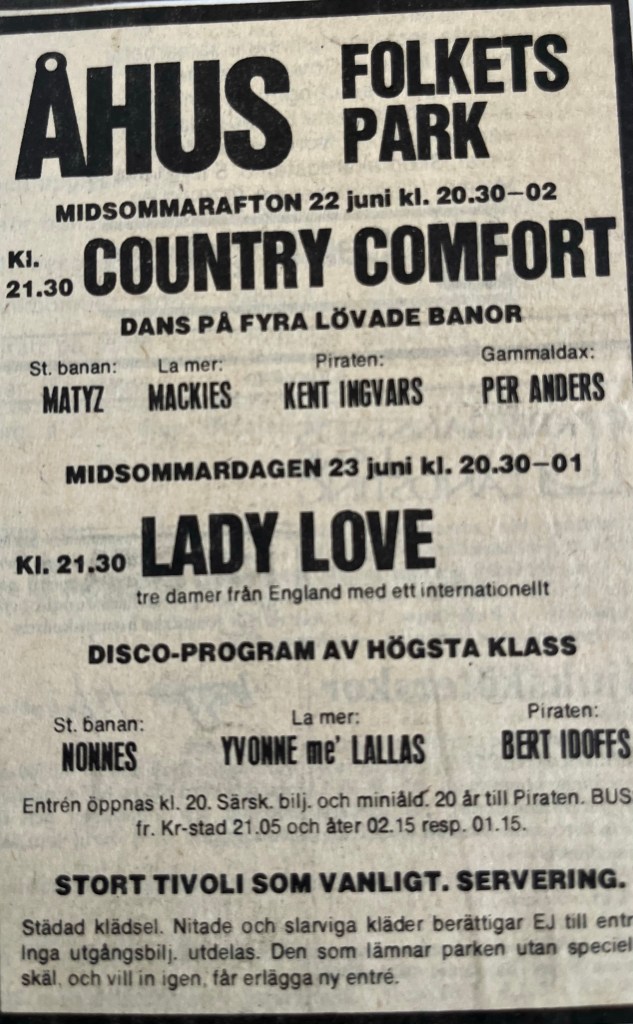 ÅHUS FOLKETS PARK
MIDSOMMARAFTON 22 juni kl. 20.30–02
Kl. 21.30 COUNTRY COMFORT
DANS PÅ FYRA LÖVADE BANOR
St. banan: La mer: Piraten: Gammaldax:
MATYZ MACKIES KENT INGVARS PER ANDERS
MIDSOMMARDAGEN 23 juni kl. 20.30–01
Kl. 21.30 LADY LOVE
tre damer från England med ett internationellt
DISCO-PROGRAM AV HÖGSTA KLASS
St. banan: La mer: Piraten:
NONNES YVONNE me' LALLAS BERT IDOFFS
Entrén öppnas kl. 20. Särsk. bilj. och miniåld. 20 år till Piraten. BUS
fr. Kr-stad 21.05 och åter 02.15 resp. 01.15.
STORT TIVOLI SOM VANLIGT. SERVERING.
Städad klädsel. Nitade och slarviga kläder berättigar EJ till entr
Inga utgångsbilj. utdelas. Den som lämnar parken utan speciel
skäl, och vill in igen, får erlägga ny entré.